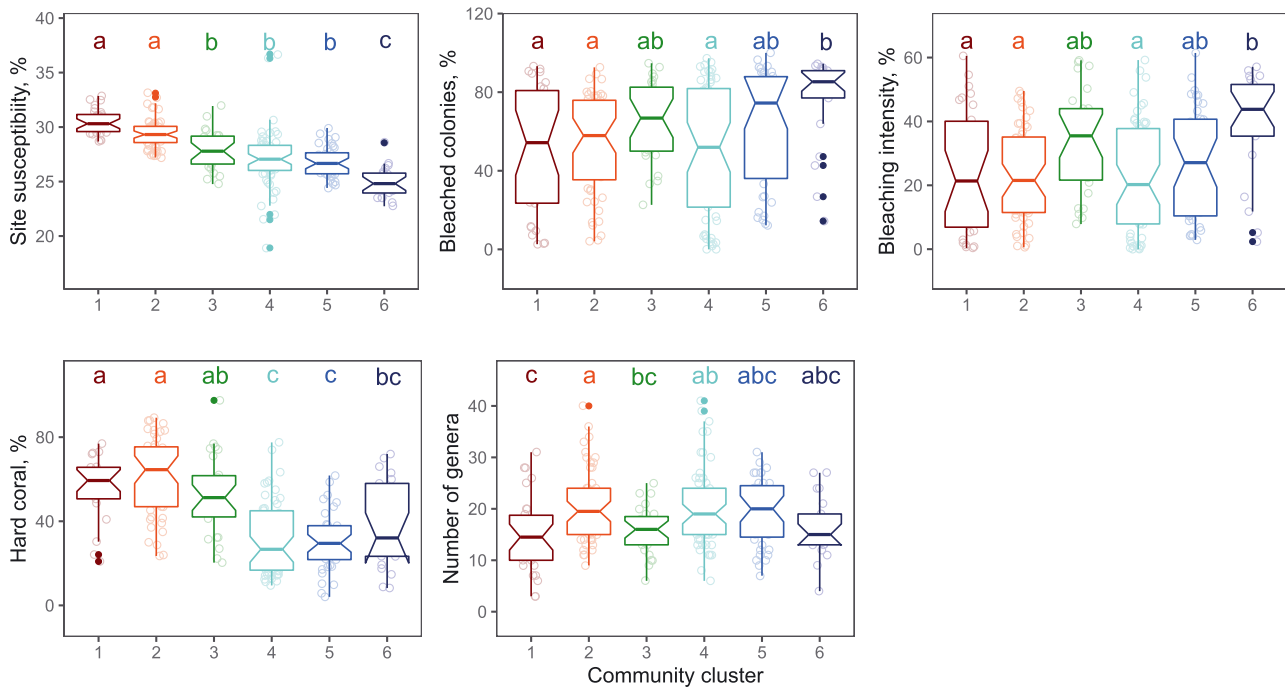 Site susceptibility, %
40
35
30
25
20
a a b b b c
1 2 3 4 5 6
Bleached colonies, %
120
80
40
0
a a ab a ab b
1 2 3 4 5 6
Bleaching intensity, %
60
40
20
0
a a ab a ab b
1 2 3 4 5 6
Hard coral, %
80
40
0
a a ab c c bc
1 2 3 4 5 6
Number of genera
40
30
20
10
0
c a bc ab abc abc
1 2 3 4 5 6
Community cluster